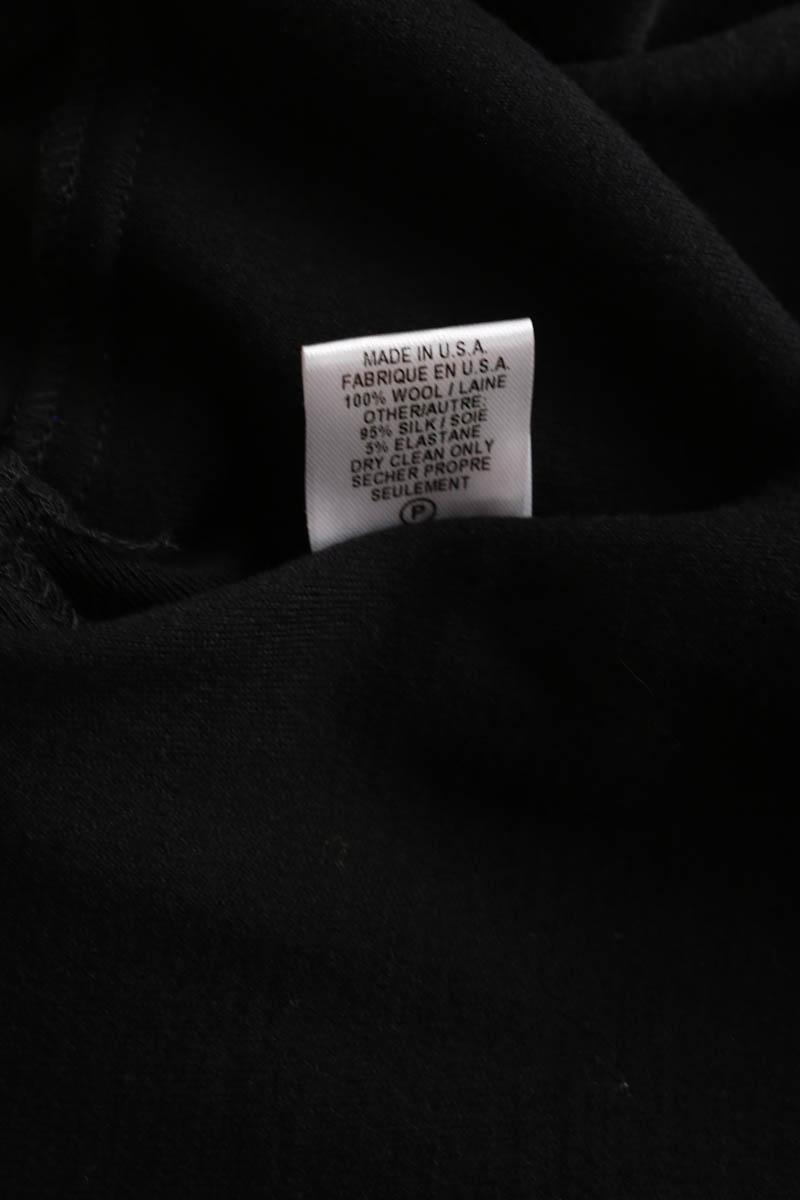 MADE IN U.S.A.
FABRIQUE EN U.S.A.
100% WOOL / LAINE
OTHER/AUTRE:
95% SILK / SOIE
5% ELASTANE
DRY CLEAN ONLY
SECHER PROPRE
SEULEMENT
P